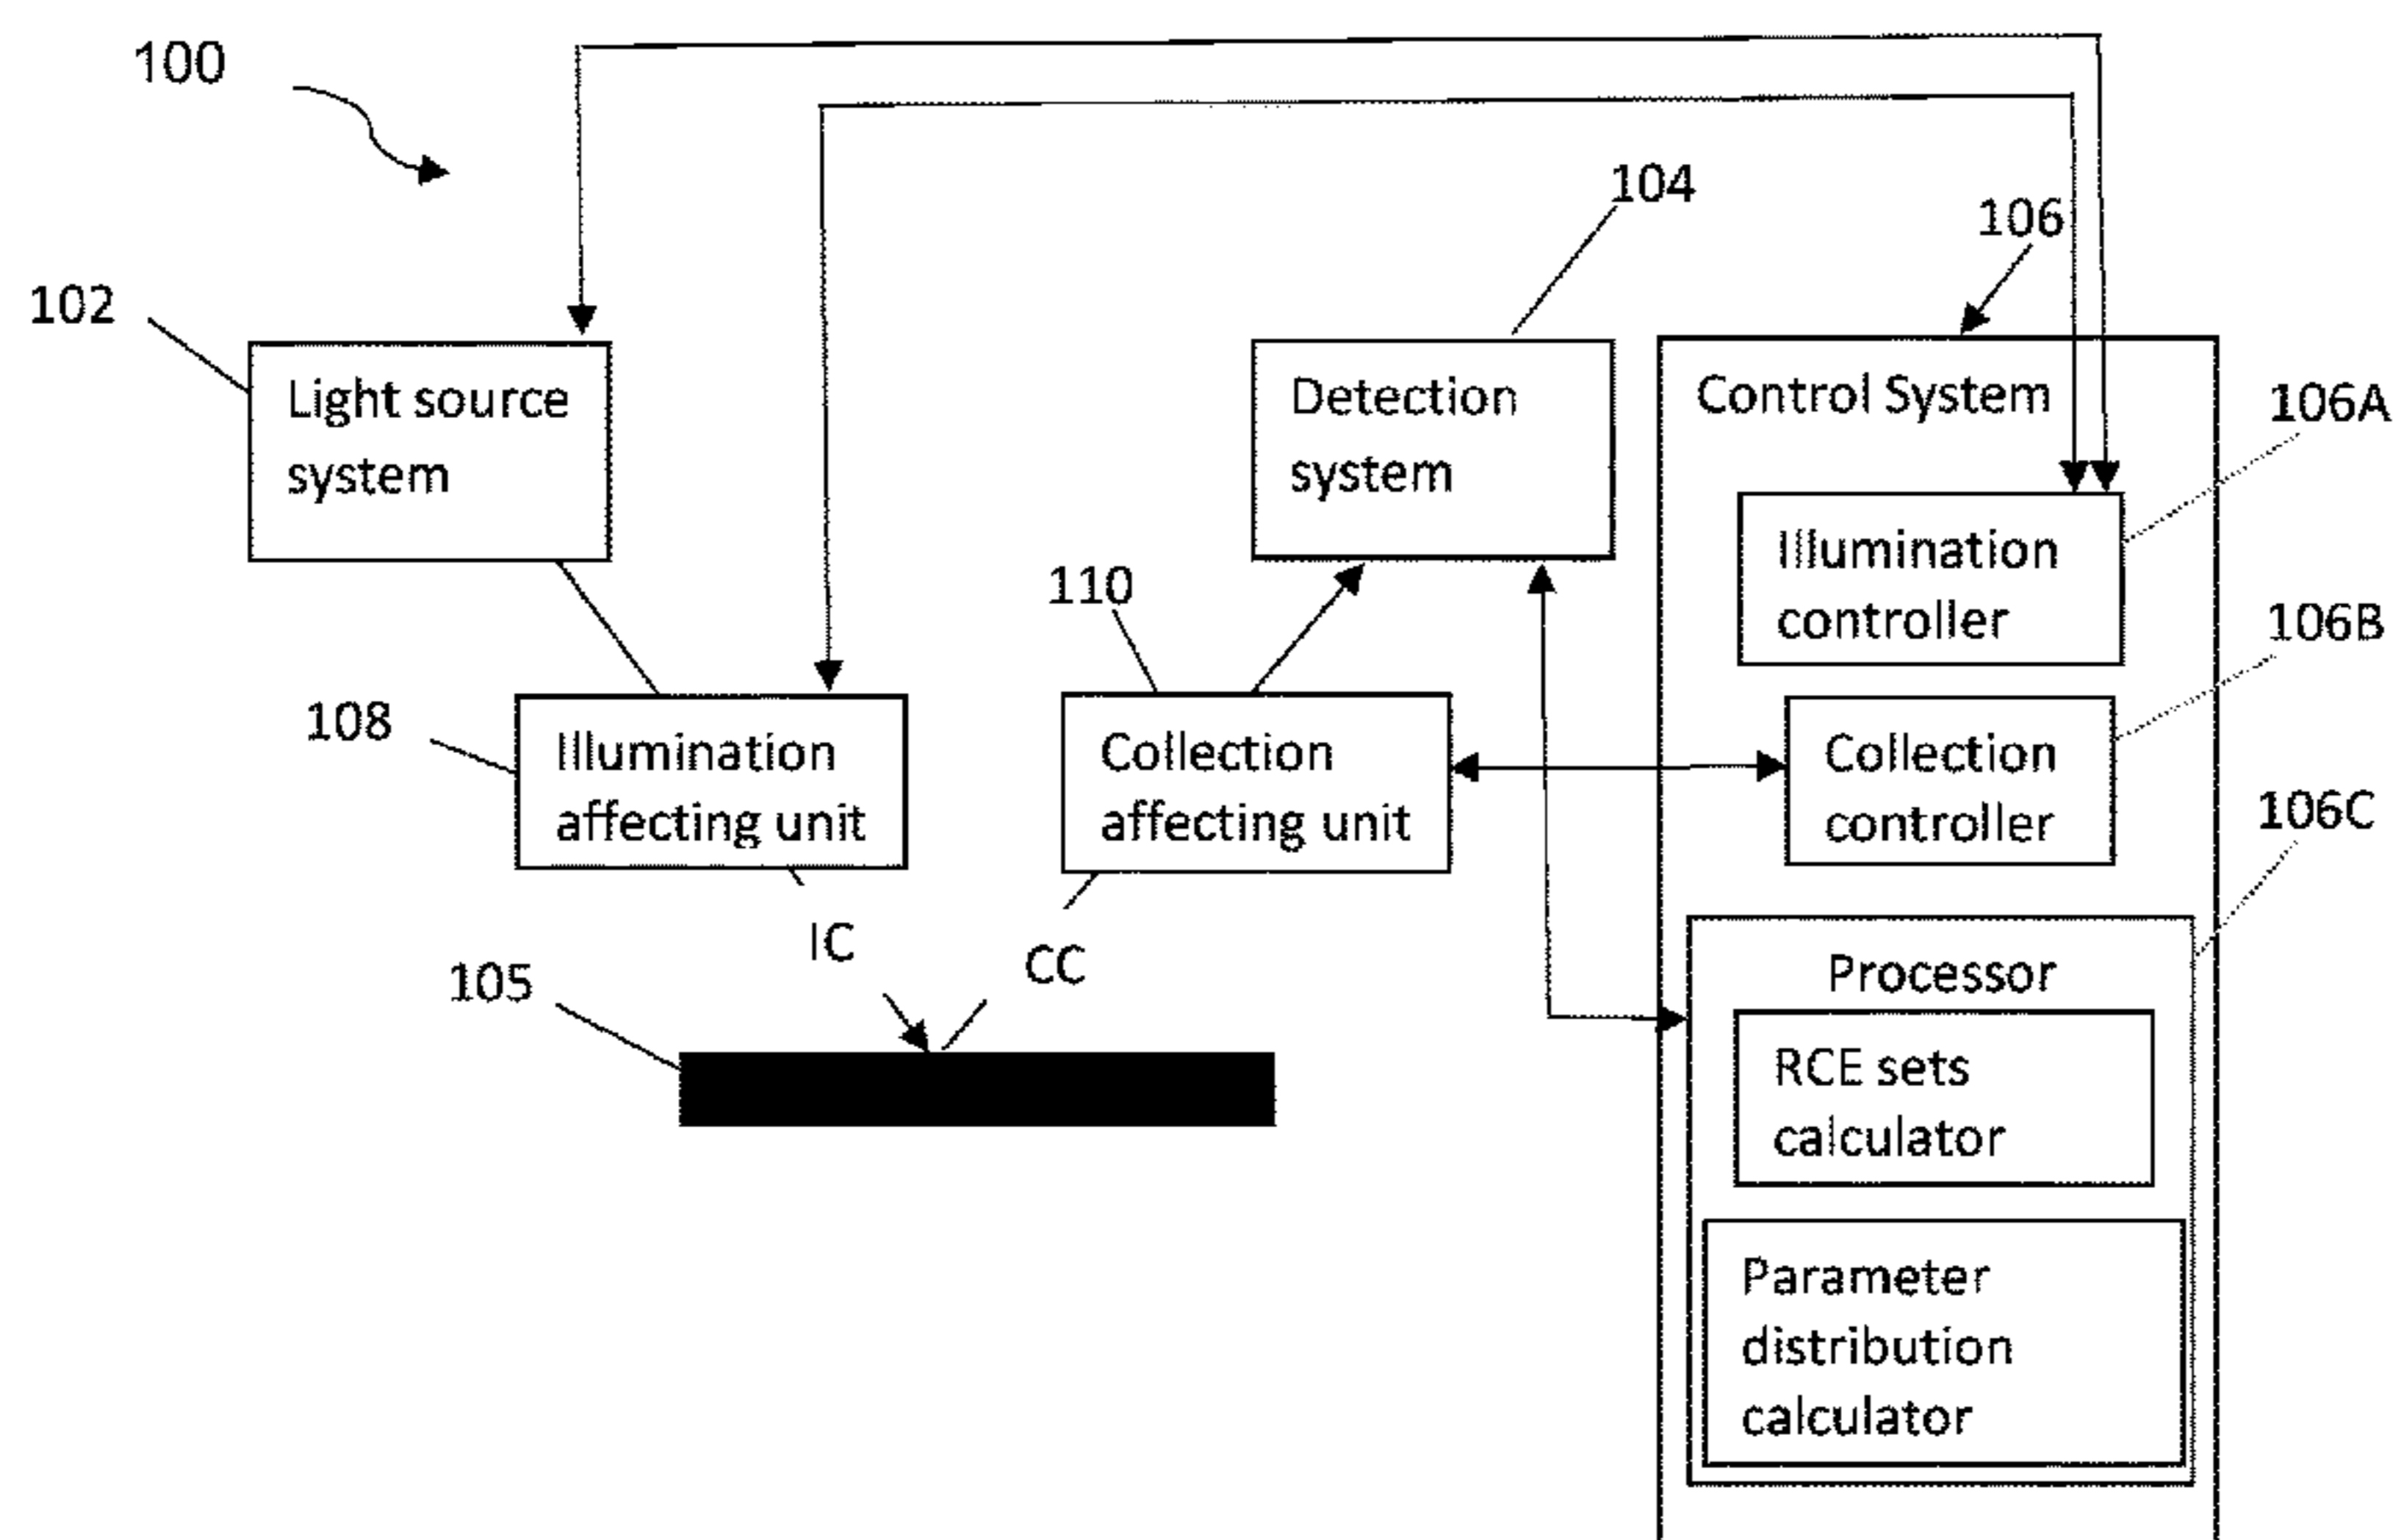 100
104
106
102
Light source
system
Detection
system
Control System
106A
Illumination
controller
110
106B
108
Illumination
affecting unit
Collection
affecting unit
Collection
controller
106C
IC
CC
105
Processor
RCE sets
calculator
Parameter
distribution
calculator